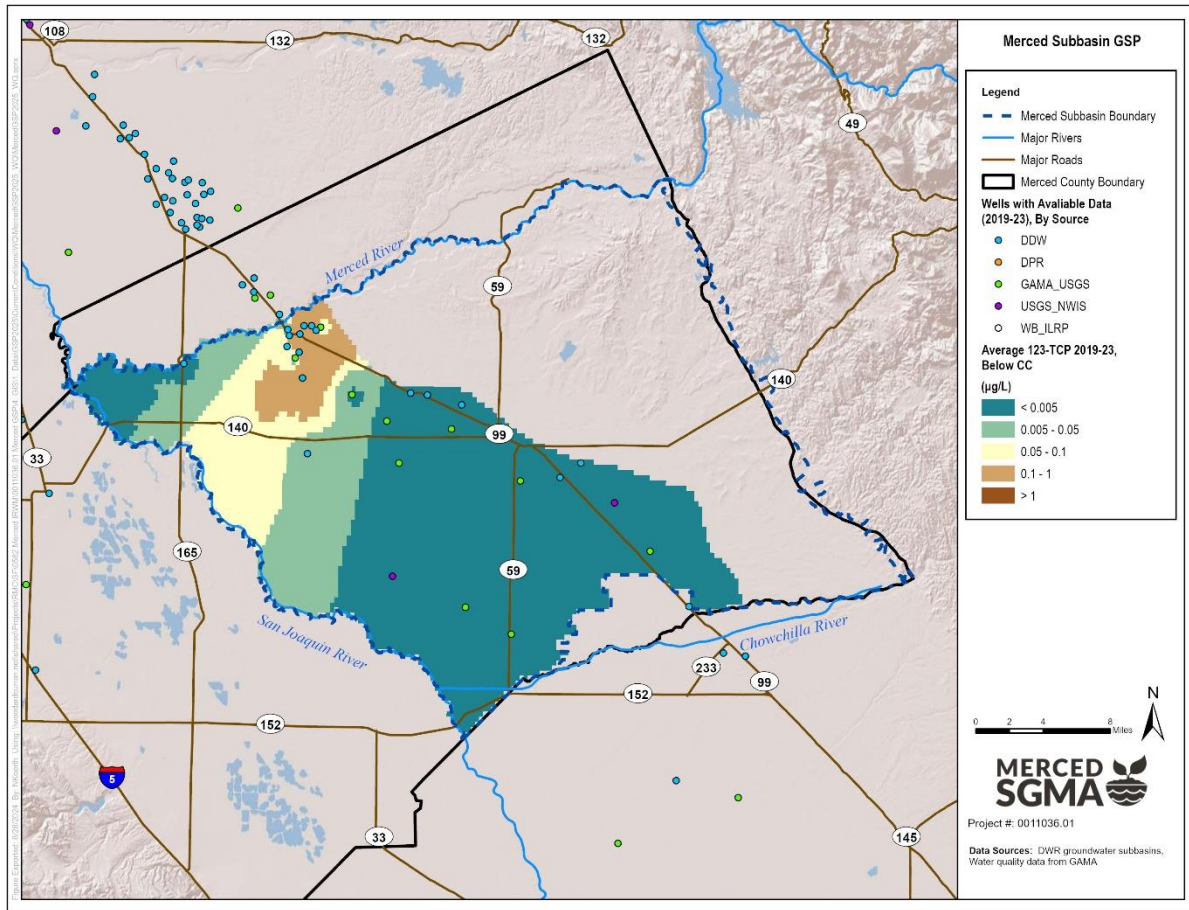 Merced Subbasin GSP
Legend
Merced Subbasin Boundary
Major Rivers
Major Roads
Merced County Boundary
Wells with Avaliable Data
(2019-23), By Source
DDW
DPR
GAMA_USGS
USGS_NWIS
WB_ILRP
Average 123-TCP 2019-23,
Below CC
(µg/L)
< 0.005
0.005 - 0.05
0.05 - 0.1
0.1 - 1
> 1
N
0 2 4 8
Miles
MERCED
SGMA
Project #: 0011036.01
Data Sources: DWR groundwater subbasins,
Water quality data from GAMA
108
132
132
49
Merced River
59
140
140
99
33
165
59
San Joaquin River
Chowchilla River
233
99
152
152
5
33
145